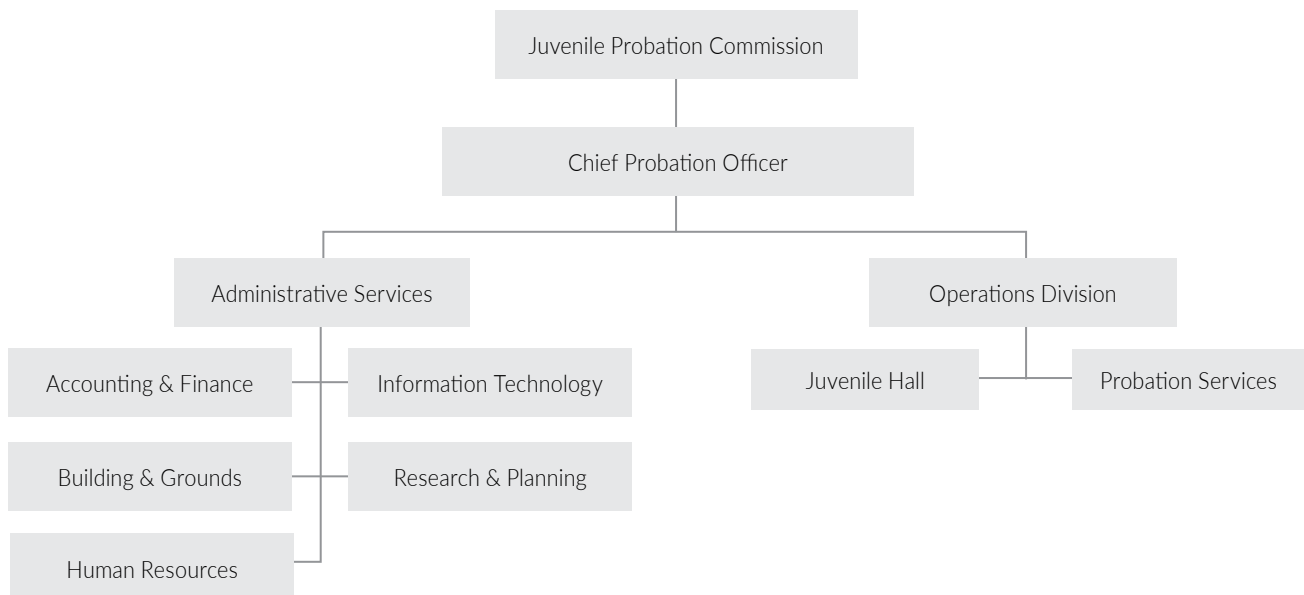 Juvenile Probation Commission
Chief Probation Officer
Administrative Services
Operations Division
Accounting & Finance
Information Technology
Juvenile Hall
Probation Services
Building & Grounds
Research & Planning
Human Resources